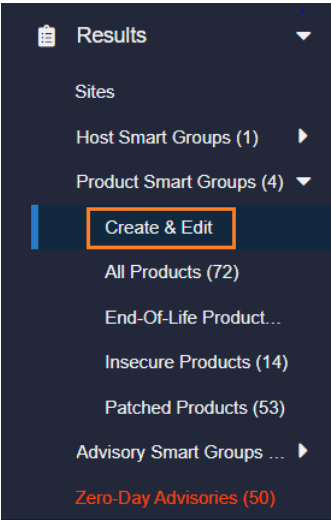 Results
Sites
Host Smart Groups (1)
Product Smart Groups (4)
Create & Edit
All Products (72)
End-Of-Life Product...
Insecure Products (14)
Patched Products (53)
Advisory Smart Groups ...
Zero-Day Advisories (50)